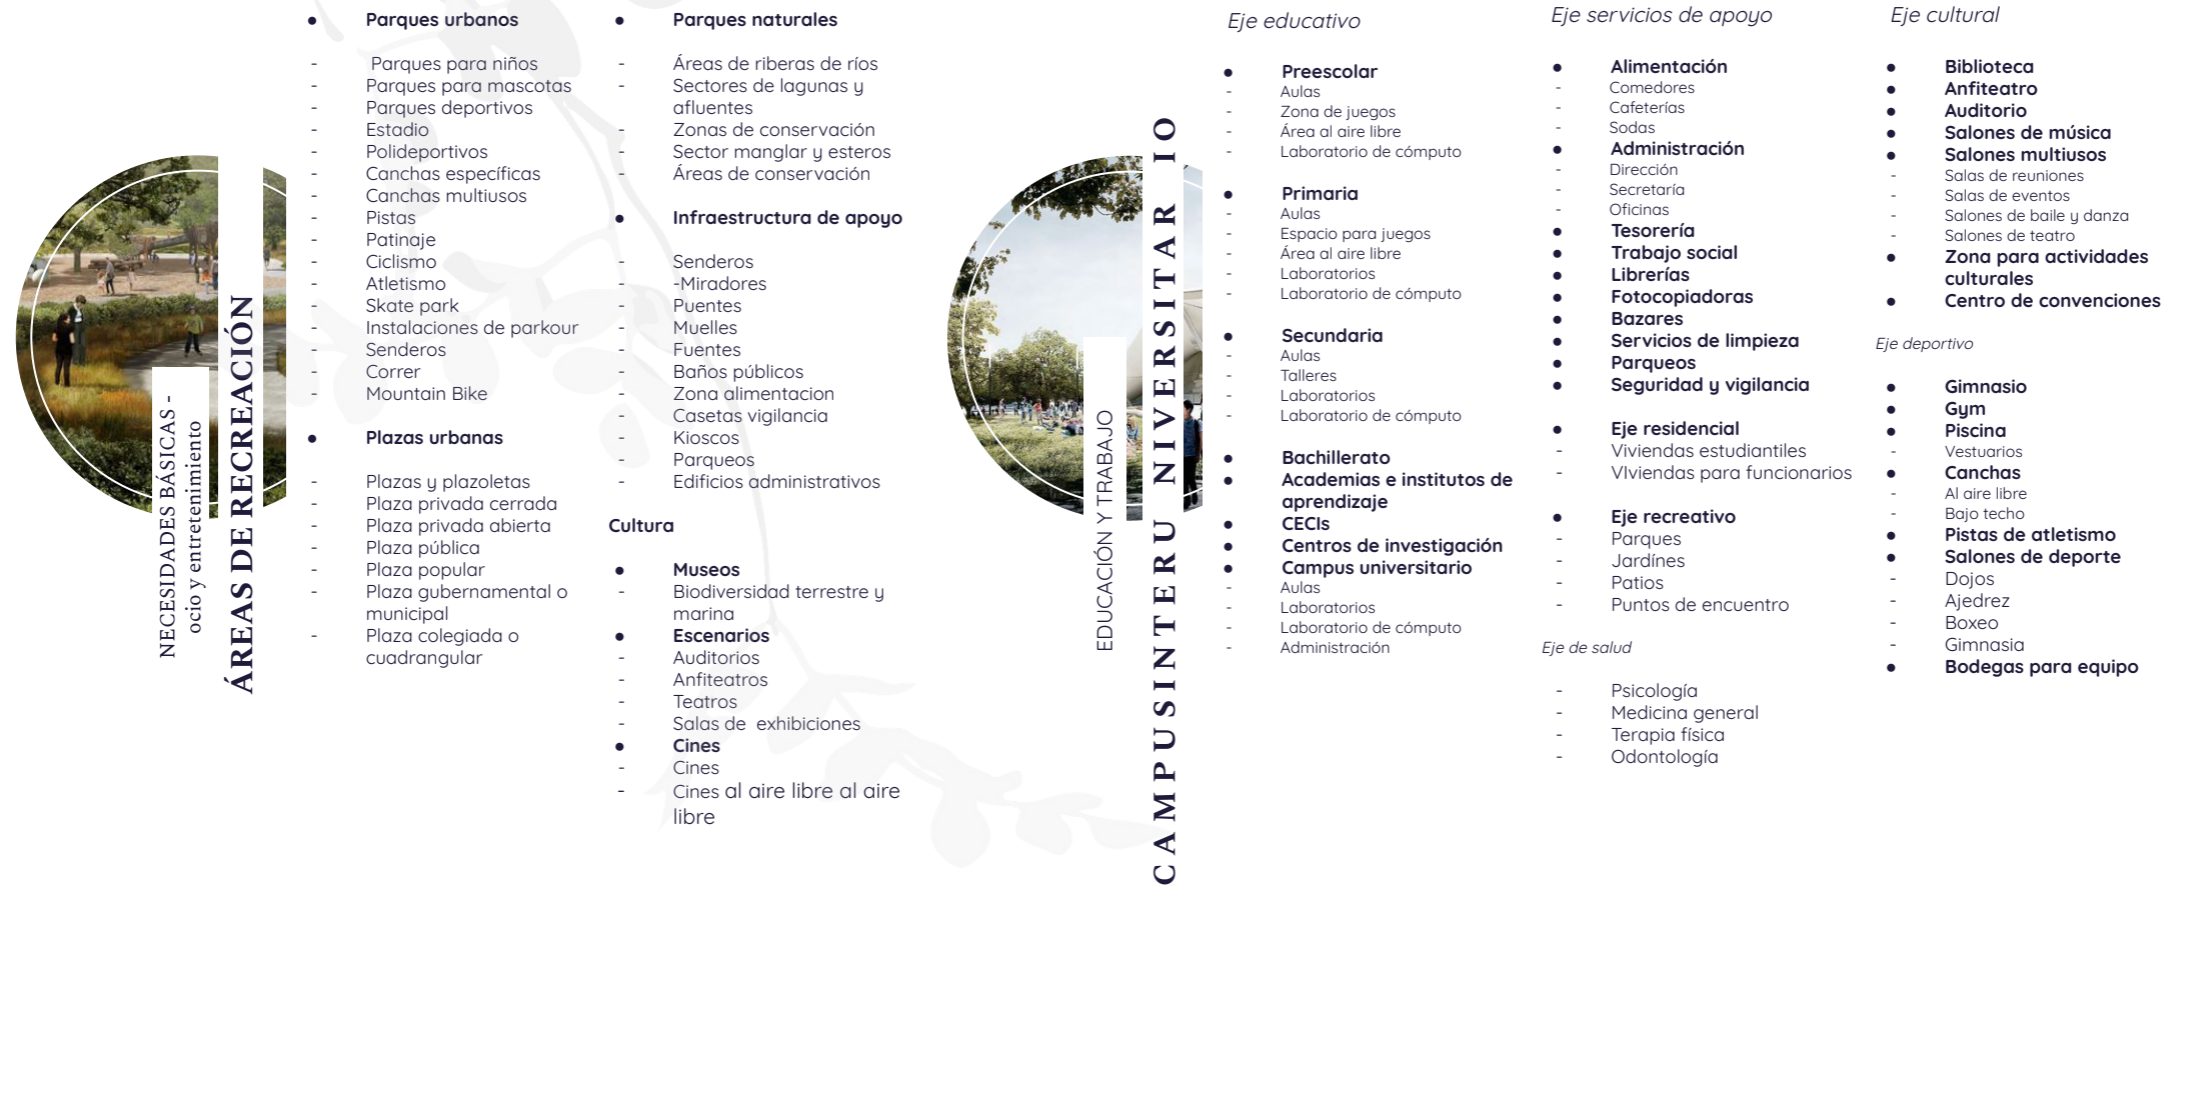 NECESIDADES BÁSICAS -
ocio y entretenimiento
ÁREAS DE RECREACIÓN
● Parques urbanos
- Parques para niños
- Parques para mascotas
- Parques deportivos
- Estadio
- Polideportivos
- Canchas específicas
- Canchas multiusos
- Pistas
- Patinaje
- Ciclismo
- Atletismo
- Skate park
- Instalaciones de parkour
- Senderos
- Correr
- Mountain Bike
● Plazas urbanas
- Plazas y plazoletas
- Plaza privada cerrada
- Plaza privada abierta
- Plaza pública
- Plaza popular
- Plaza gubernamental o
municipal
- Plaza colegiada o
cuadrangular
● Parques naturales
- Áreas de riberas de ríos
- Sectores de lagunas y
afluentes
- Zonas de conservación
- Sector manglar y esteros
- Áreas de conservación
● Infraestructura de apoyo
- Senderos
- -Miradores
- Puentes
- Muelles
- Fuentes
- Baños públicos
- Zona alimentacion
- Casetas vigilancia
- Kioscos
- Parqueos
- Edificios administrativos
Cultura
● Museos
- Biodiversidad terrestre y
marina
● Escenarios
- Auditorios
- Anfiteatros
- Teatros
- Salas de  exhibiciones
● Cines
- Cines
- Cines al aire libre al aire
libre
EDUCACIÓN Y TRABAJO
CAMPUSINTERU NIVERSITAR IO
Eje educativo
● Preescolar
- Aulas
- Zona de juegos
- Área al aire libre
- Laboratorio de cómputo
● Primaria
- Aulas
- Espacio para juegos
- Área al aire libre
- Laboratorios
- Laboratorio de cómputo
● Secundaria
- Aulas
- Talleres
- Laboratorios
- Laboratorio de cómputo
● Bachillerato
● Academias e institutos de
aprendizaje
● CECIs
● Centros de investigación
● Campus universitario
- Aulas
- Laboratorios
- Laboratorio de cómputo
- Administración
Eje servicios de apoyo
● Alimentación
- Comedores
- Cafeterías
- Sodas
● Administración
- Dirección
- Secretaría
- Oficinas
● Tesorería
● Trabajo social
● Librerías
● Fotocopiadoras
● Bazares
● Servicios de limpieza
● Parqueos
● Seguridad y vigilancia
● Eje residencial
- Viviendas estudiantiles
- VIviendas para funcionarios
● Eje recreativo
- Parques
- Jardínes
- Patios
- Puntos de encuentro
Eje de salud
- Psicología
- Medicina general
- Terapia física
- Odontología
Eje cultural
● Biblioteca
● Anfiteatro
● Auditorio
● Salones de música
● Salones multiusos
- Salas de reuniones
- Salas de eventos
- Salones de baile y danza
- Salones de teatro
● Zona para actividades
culturales
● Centro de convenciones
Eje deportivo
● Gimnasio
● Gym
● Piscina
- Vestuarios
● Canchas
- Al aire libre
- Bajo techo
● Pistas de atletismo
● Salones de deporte
- Dojos
- Ajedrez
- Boxeo
- Gimnasia
● Bodegas para equipo